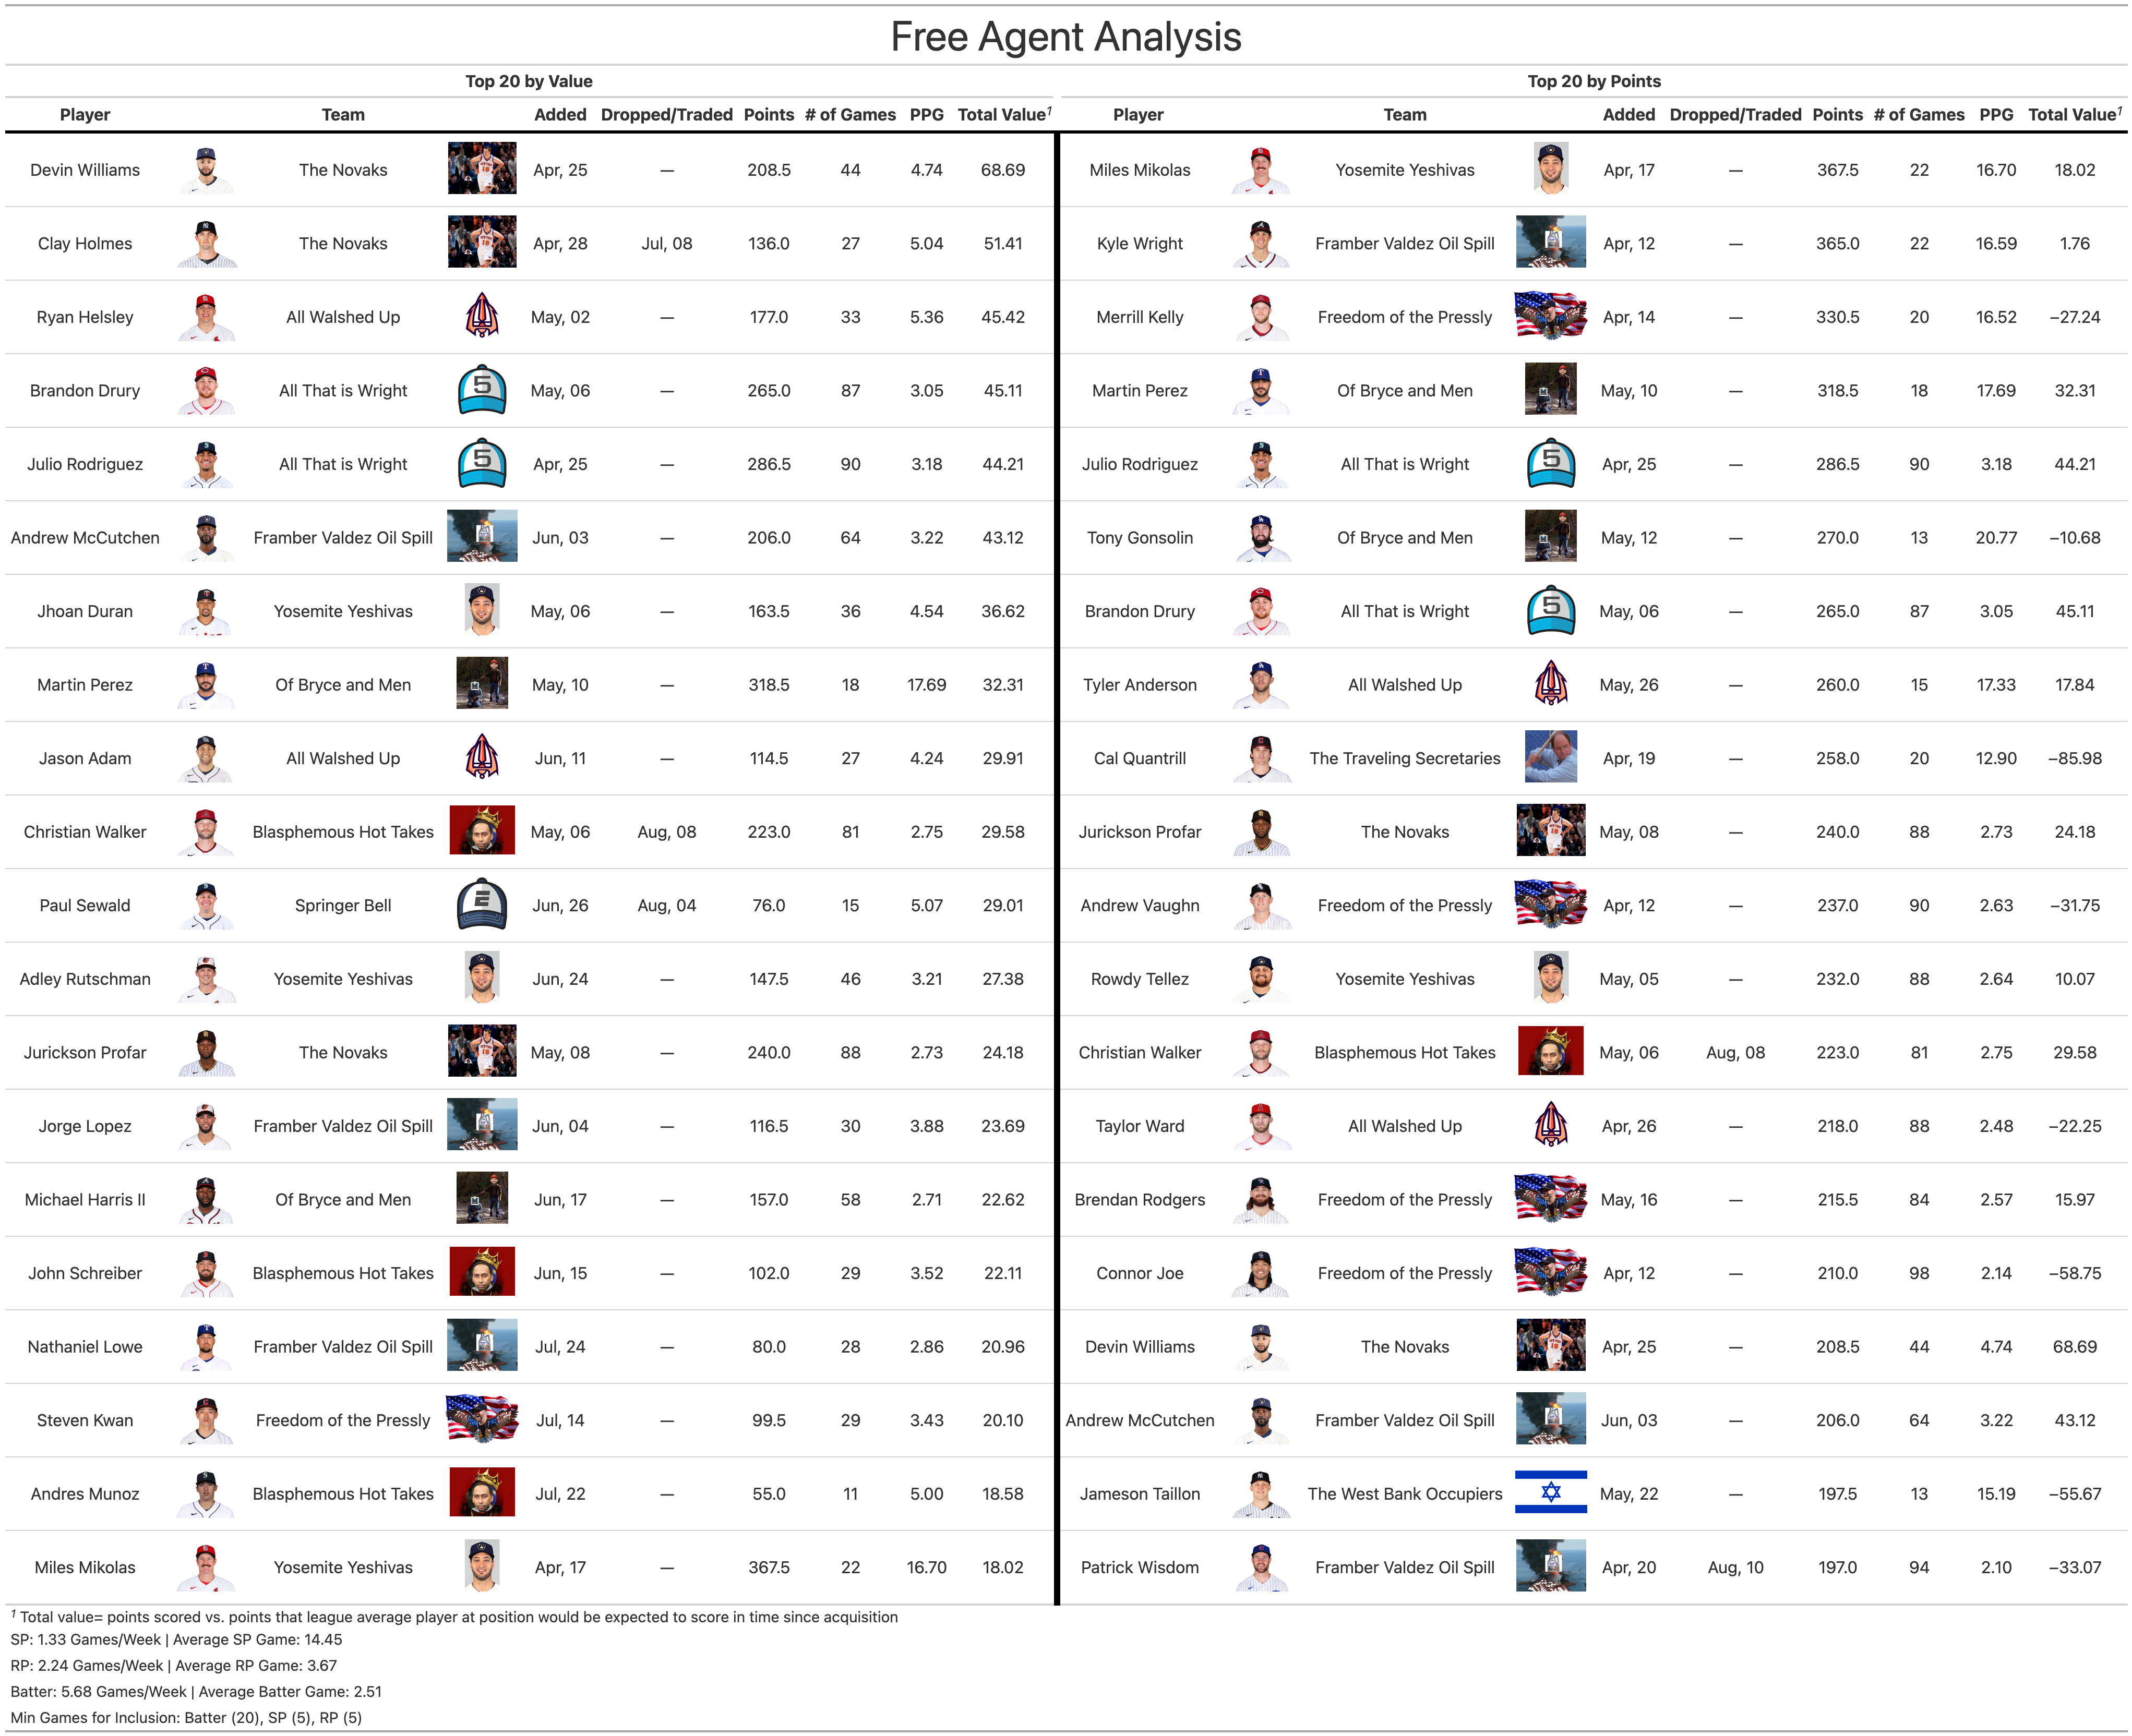 Free Agent Analysis
Top 20 by Value
Player Team Added Dropped/Traded Points # of Games PPG Total Value1
Devin Williams The Novaks Apr, 25 — 208.5 44 4.74 68.69
Clay Holmes The Novaks Apr, 28 Jul, 08 136.0 27 5.04 51.41
Ryan Helsley All Walshed Up May, 02 — 177.0 33 5.36 45.42
Brandon Drury All That is Wright May, 06 — 265.0 87 3.05 45.11
Julio Rodriguez All That is Wright Apr, 25 — 286.5 90 3.18 44.21
Andrew McCutchen Framber Valdez Oil Spill Jun, 03 — 206.0 64 3.22 43.12
Jhoan Duran Yosemite Yeshivas May, 06 — 163.5 36 4.54 36.62
Martin Perez Of Bryce and Men May, 10 — 318.5 18 17.69 32.31
Jason Adam All Walshed Up Jun, 11 — 114.5 27 4.24 29.91
Christian Walker Blasphemous Hot Takes May, 06 Aug, 08 223.0 81 2.75 29.58
Paul Sewald Springer Bell Jun, 26 Aug, 04 76.0 15 5.07 29.01
Adley Rutschman Yosemite Yeshivas Jun, 24 — 147.5 46 3.21 27.38
Jurickson Profar The Novaks May, 08 — 240.0 88 2.73 24.18
Jorge Lopez Framber Valdez Oil Spill Jun, 04 — 116.5 30 3.88 23.69
Michael Harris II Of Bryce and Men Jun, 17 — 157.0 58 2.71 22.62
John Schreiber Blasphemous Hot Takes Jun, 15 — 102.0 29 3.52 22.11
Nathaniel Lowe Framber Valdez Oil Spill Jul, 24 — 80.0 28 2.86 20.96
Steven Kwan Freedom of the Pressly Jul, 14 — 99.5 29 3.43 20.10
Andres Munoz Blasphemous Hot Takes Jul, 22 — 55.0 11 5.00 18.58
Miles Mikolas Yosemite Yeshivas Apr, 17 — 367.5 22 16.70 18.02
Top 20 by Points
Player Team Added Dropped/Traded Points # of Games PPG Total Value1
Miles Mikolas Yosemite Yeshivas Apr, 17 — 367.5 22 16.70 18.02
Kyle Wright Framber Valdez Oil Spill Apr, 12 — 365.0 22 16.59 1.76
Merrill Kelly Freedom of the Pressly Apr, 14 — 330.5 20 16.52 −27.24
Martin Perez Of Bryce and Men May, 10 — 318.5 18 17.69 32.31
Julio Rodriguez All That is Wright Apr, 25 — 286.5 90 3.18 44.21
Tony Gonsolin Of Bryce and Men May, 12 — 270.0 13 20.77 −10.68
Brandon Drury All That is Wright May, 06 — 265.0 87 3.05 45.11
Tyler Anderson All Walshed Up May, 26 — 260.0 15 17.33 17.84
Cal Quantrill The Traveling Secretaries Apr, 19 — 258.0 20 12.90 −85.98
Jurickson Profar The Novaks May, 08 — 240.0 88 2.73 24.18
Andrew Vaughn Freedom of the Pressly Apr, 12 — 237.0 90 2.63 −31.75
Rowdy Tellez Yosemite Yeshivas May, 05 — 232.0 88 2.64 10.07
Christian Walker Blasphemous Hot Takes May, 06 Aug, 08 223.0 81 2.75 29.58
Taylor Ward All Walshed Up Apr, 26 — 218.0 88 2.48 −22.25
Brendan Rodgers Freedom of the Pressly May, 16 — 215.5 84 2.57 15.97
Connor Joe Freedom of the Pressly Apr, 12 — 210.0 98 2.14 −58.75
Devin Williams The Novaks Apr, 25 — 208.5 44 4.74 68.69
Andrew McCutchen Framber Valdez Oil Spill Jun, 03 — 206.0 64 3.22 43.12
Jameson Taillon The West Bank Occupiers May, 22 — 197.5 13 15.19 −55.67
Patrick Wisdom Framber Valdez Oil Spill Apr, 20 Aug, 10 197.0 94 2.10 −33.07
1 Total value= points scored vs. points that league average player at position would be expected to score in time since acquisition
SP: 1.33 Games/Week | Average SP Game: 14.45
RP: 2.24 Games/Week | Average RP Game: 3.67
Batter: 5.68 Games/Week | Average Batter Game: 2.51
Min Games for Inclusion: Batter (20), SP (5), RP (5)